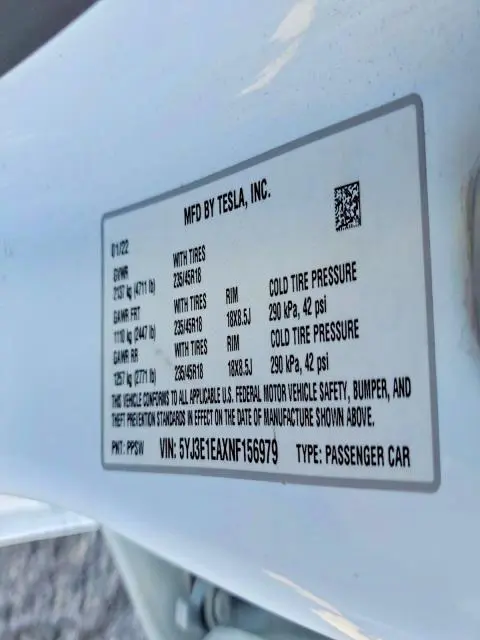 MFD BY TESLA, INC.
01/22
GVWR WITH TIRES
2137 kg (4711 lb) 235/45R18
GAWR FRT WITH TIRES RIM COLD TIRE PRESSURE
1110 kg (2447 lb) 235/45R18 18X8.5J 290 kPa, 42 psi
GAWR RR WITH TIRES RIM COLD TIRE PRESSURE
1257 kg (2771 lb) 235/45R18 18X8.5J 290 kPa, 42 psi
THIS VEHICLE CONFORMS TO ALL APPLICABLE U.S. FEDERAL MOTOR VEHICLE SAFETY, BUMPER, AND
THEFT PREVENTION STANDARDS IN EFFECT ON THE DATE OF MANUFACTURE SHOWN ABOVE.
PNT: PPSW VIN: 5YJ3E1EAXNF156979 TYPE: PASSENGER CAR